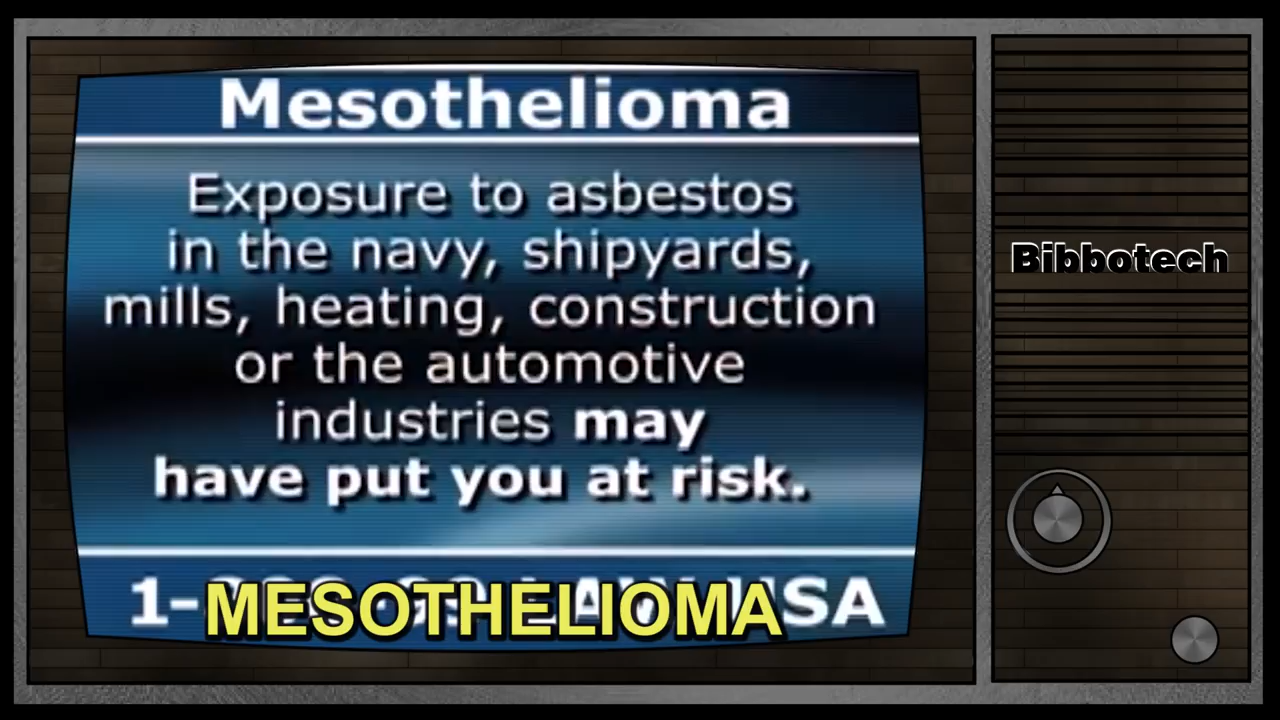 Mesothelioma
Exposure to asbestos
in the navy, shipyards,
mills, heating, construction
or the automotive
industries may
have put you at risk.
MESOTHELIOMA
Bibbotech